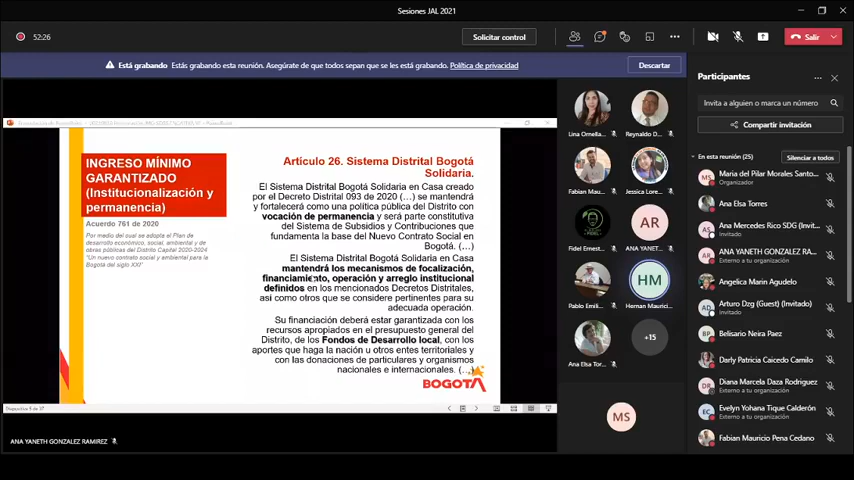 Sesiones JAL 2021
52:26
Solicitar control
Salir
Está grabando Estás grabando esta reunión. Asegúrate de que todos sepan que se les está grabando. Política de privacidad
Descartar
INGRESO MÍNIMO
GARANTIZADO
(Institucionalización y
permanencia)
Acuerdo 761 de 2020
Por medio del cual se adopta el Plan de
desarrollo económico, social, ambiental y de
obras públicas del Distrito Capital 2020-2024
"Un nuevo contrato social y ambiental para la
Bogotá del siglo XXI"
Articulo 26. Sistema Distrital Bogotá
Solidaria.
El Sistema Distrital Bogotá Solidaria en Casa creado
por el Decreto Distrital 093 de 2020 (…) se mantendrá
y fortalecerá como una política pública del Distrito con
vocación de permanencia y será parte constitutiva
del Sistema de Subsidios y Contribuciones que
fundamenta la base del Nuevo Contrato Social en
Bogotá. (…)
El Sistema Distrital Bogotá Solidaria en Casa
mantendrá los mecanismos de focalización,
financiamiento, operación y arreglo institucional
definidos en los mencionados Decretos Distritales,
así como otros que se considere pertinentes para su
adecuada operación.
Su financiación deberá estar garantizada con los
recursos apropiados en el presupuesto general del
Distrito, de los Fondos de Desarrollo local, con los
aportes que haga la nación u otros entes territoriales y
con las donaciones de particulares y organismos
nacionales e internacionales. (…)
BOGOTÁ
Diapositiva 5 de 37
ANA YANETH GONZALEZ RAMIREZ
Lina Ornella...
Reynaldo D...
Fabian Mau...
Jessica Lore...
Fidel Ernest...
AR
ANA YANET...
Pablo Emili...
HM
Hernan Maurici...
Ana Elsa Tor...
+15
MS
Participantes
Invita a alguien o marca un número
Compartir invitación
En esta reunión (25)
Silenciar a todos
MS
Maria del Pilar Morales Santo...
Organizador
Ana Elsa Torres
AS
Ana Mercedes Rico SDG (Invit...
Invitado
AR
ANA YANETH GONZALEZ RA...
Externo a tu organización
Angelica Marin Agudelo
AD
Arturo Dzg (Guest) (Invitado)
Invitado
BP
Belisario Neira Paez
Darly Patricia Caicedo Camilo
DR
Diana Marcela Daza Rodriguez
Externo a tu organización
EC
Evelyn Yohana Tique Calderón
Externo a tu organización
Fabian Mauricio Pena Cedano